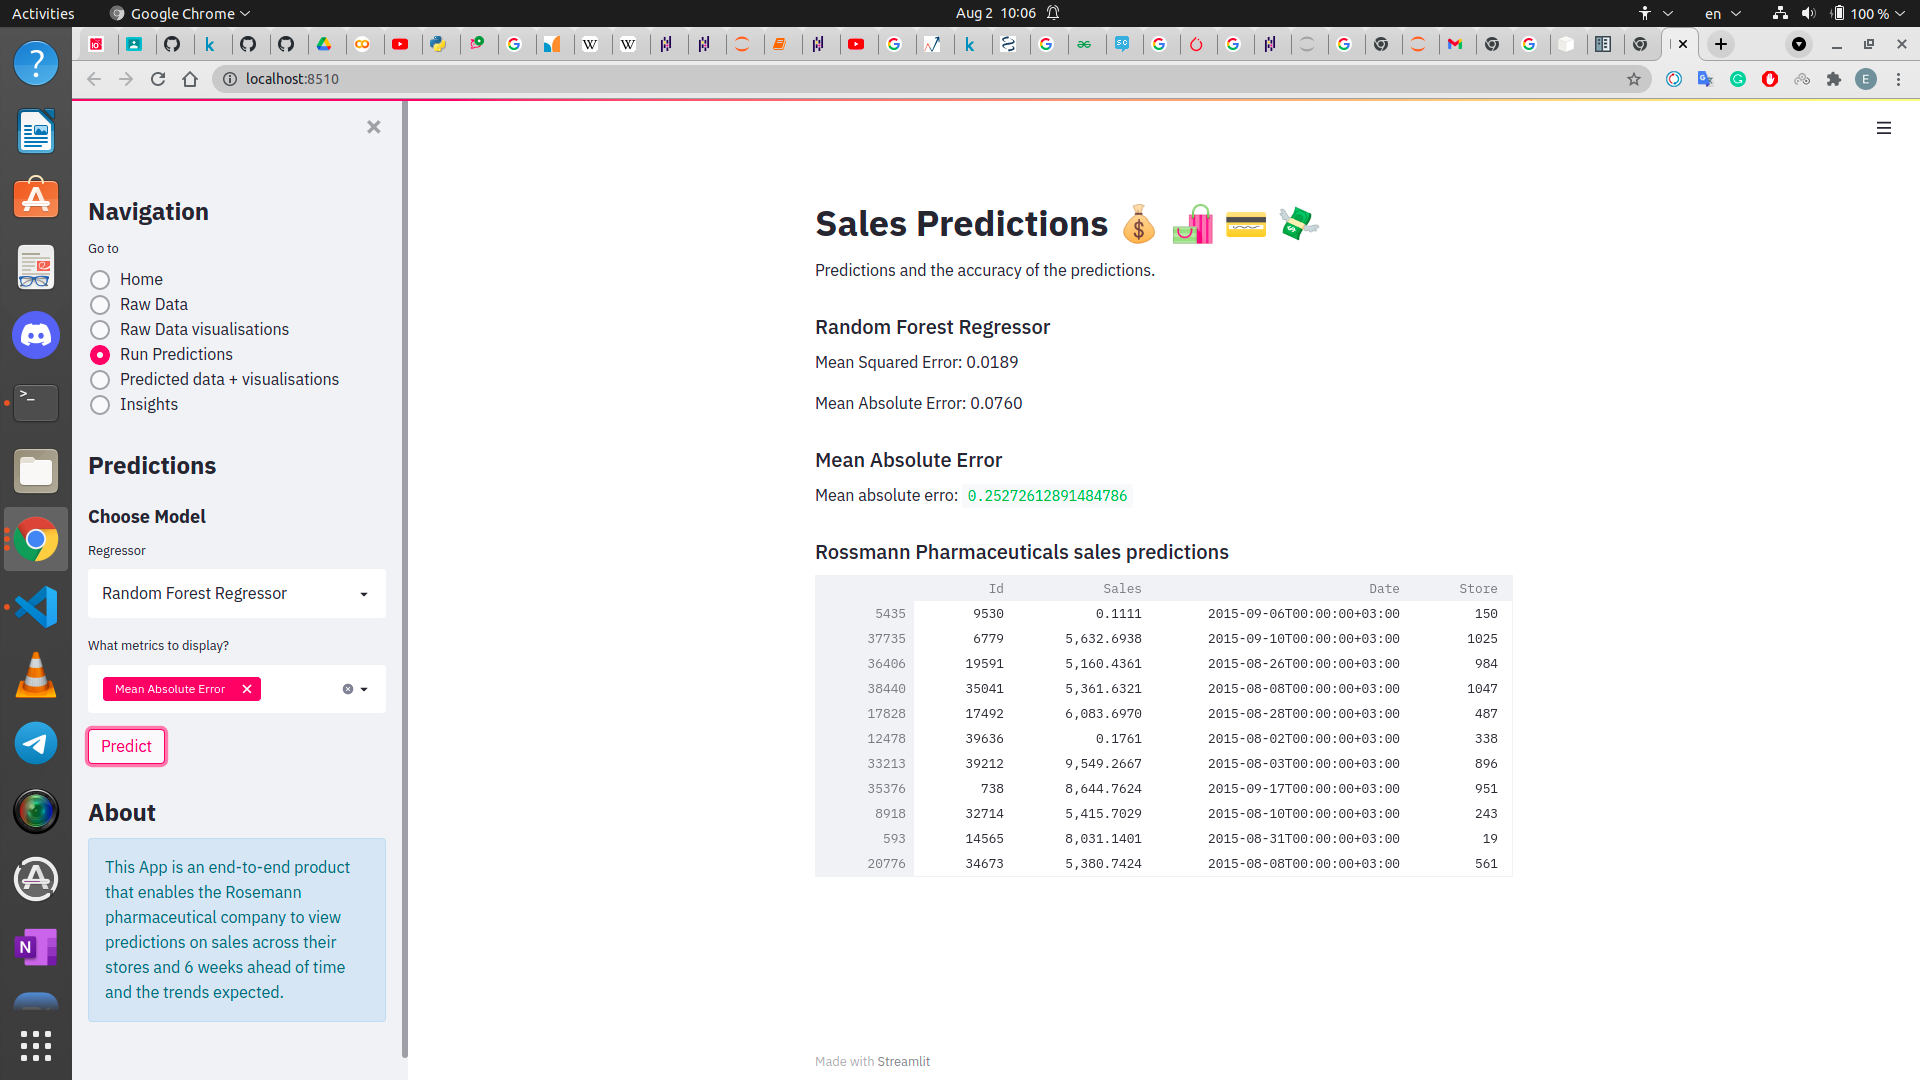 Activities
Google Chrome
Aug 2 10:06
en
100 %
localhost:8510
E
Navigation
Go to
Home
Raw Data
Raw Data visualisations
Run Predictions
Predicted data + visualisations
Insights
Predictions
Choose Model
Regressor
Random Forest Regressor
What metrics to display?
Mean Absolute Error
Predict
About
This App is an end-to-end product
that enables the Rosemann
pharmaceutical company to view
predictions on sales across their
stores and 6 weeks ahead of time
and the trends expected.
Sales Predictions
Predictions and the accuracy of the predictions.
Random Forest Regressor
Mean Squared Error: 0.0189
Mean Absolute Error: 0.0760
Mean Absolute Error
Mean absolute erro: 0.25272612891484786
Rossmann Pharmaceuticals sales predictions
Id Sales Date Store
5435 9530 0.1111 2015-09-06T00:00:00+03:00 150
37735 6779 5,632.6938 2015-09-10T00:00:00+03:00 1025
36406 19591 5,160.4361 2015-08-26T00:00:00+03:00 984
38440 35041 5,361.6321 2015-08-08T00:00:00+03:00 1047
17828 17492 6,083.6970 2015-08-28T00:00:00+03:00 487
12478 39636 0.1761 2015-08-02T00:00:00+03:00 338
33213 39212 9,549.2667 2015-08-03T00:00:00+03:00 896
35376 738 8,644.7624 2015-09-17T00:00:00+03:00 951
8918 32714 5,415.7029 2015-08-10T00:00:00+03:00 243
593 14565 8,031.1401 2015-08-31T00:00:00+03:00 19
20776 34673 5,380.7424 2015-08-08T00:00:00+03:00 561
Made with Streamlit